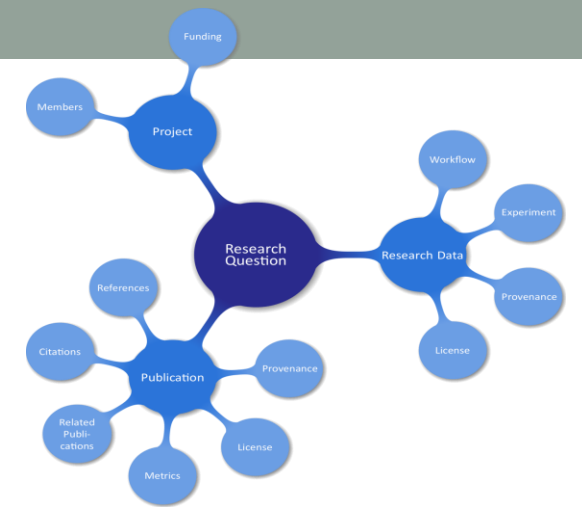 Funding
Members
Project
Workflow
Experiment
Research
Question
Research Data
References
Provenance
Citations
License
Provenance
Publication
Related
Publi-
cations
License
Metrics